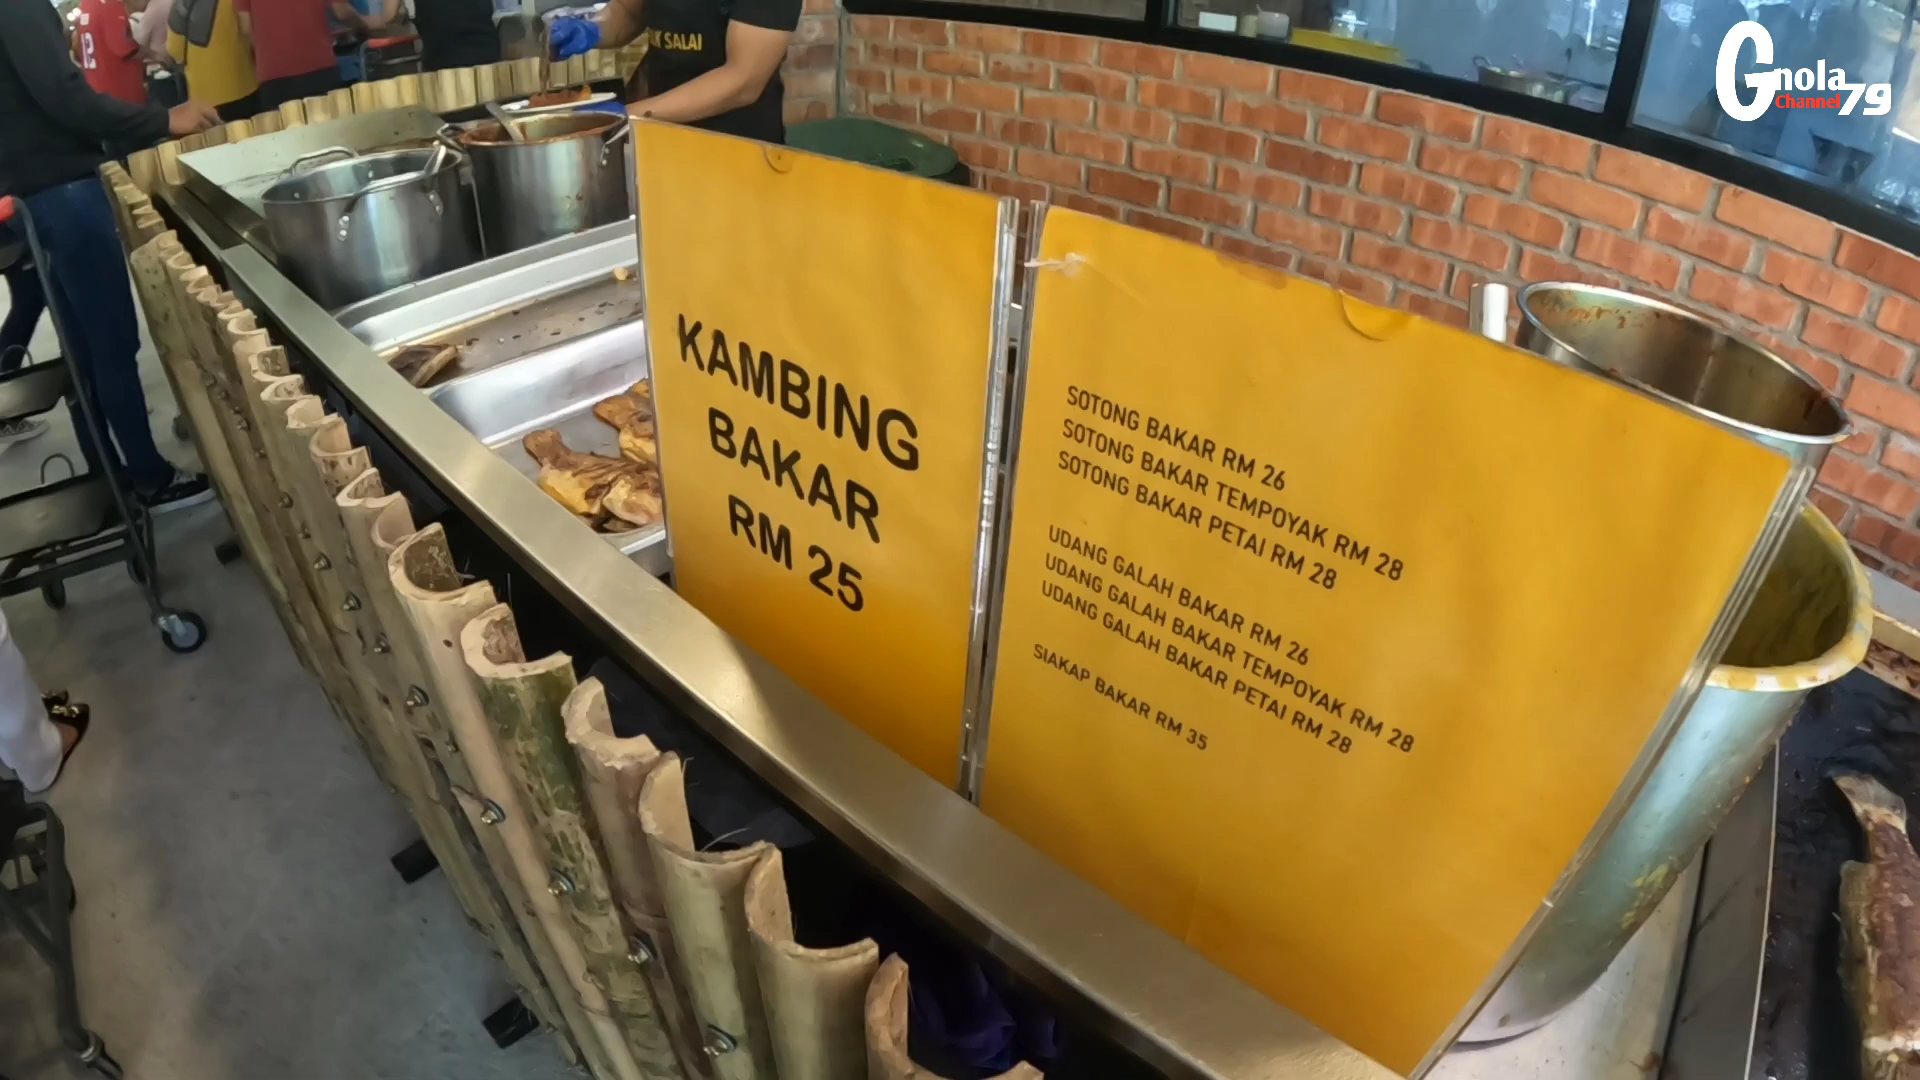 12
K SALAI
Gnola
Channel 79
KAMBING
BAKAR
RM 25
SOTONG BAKAR RM 26
SOTONG BAKAR TEMPOYAK RM 28
SOTONG BAKAR PETAI RM 28
UDANG GALAH BAKAR RM 26
UDANG GALAH BAKAR TEMPOYAK RM 28
UDANG GALAH BAKAR PETAI RM 28
SIAKAP BAKAR RM 35